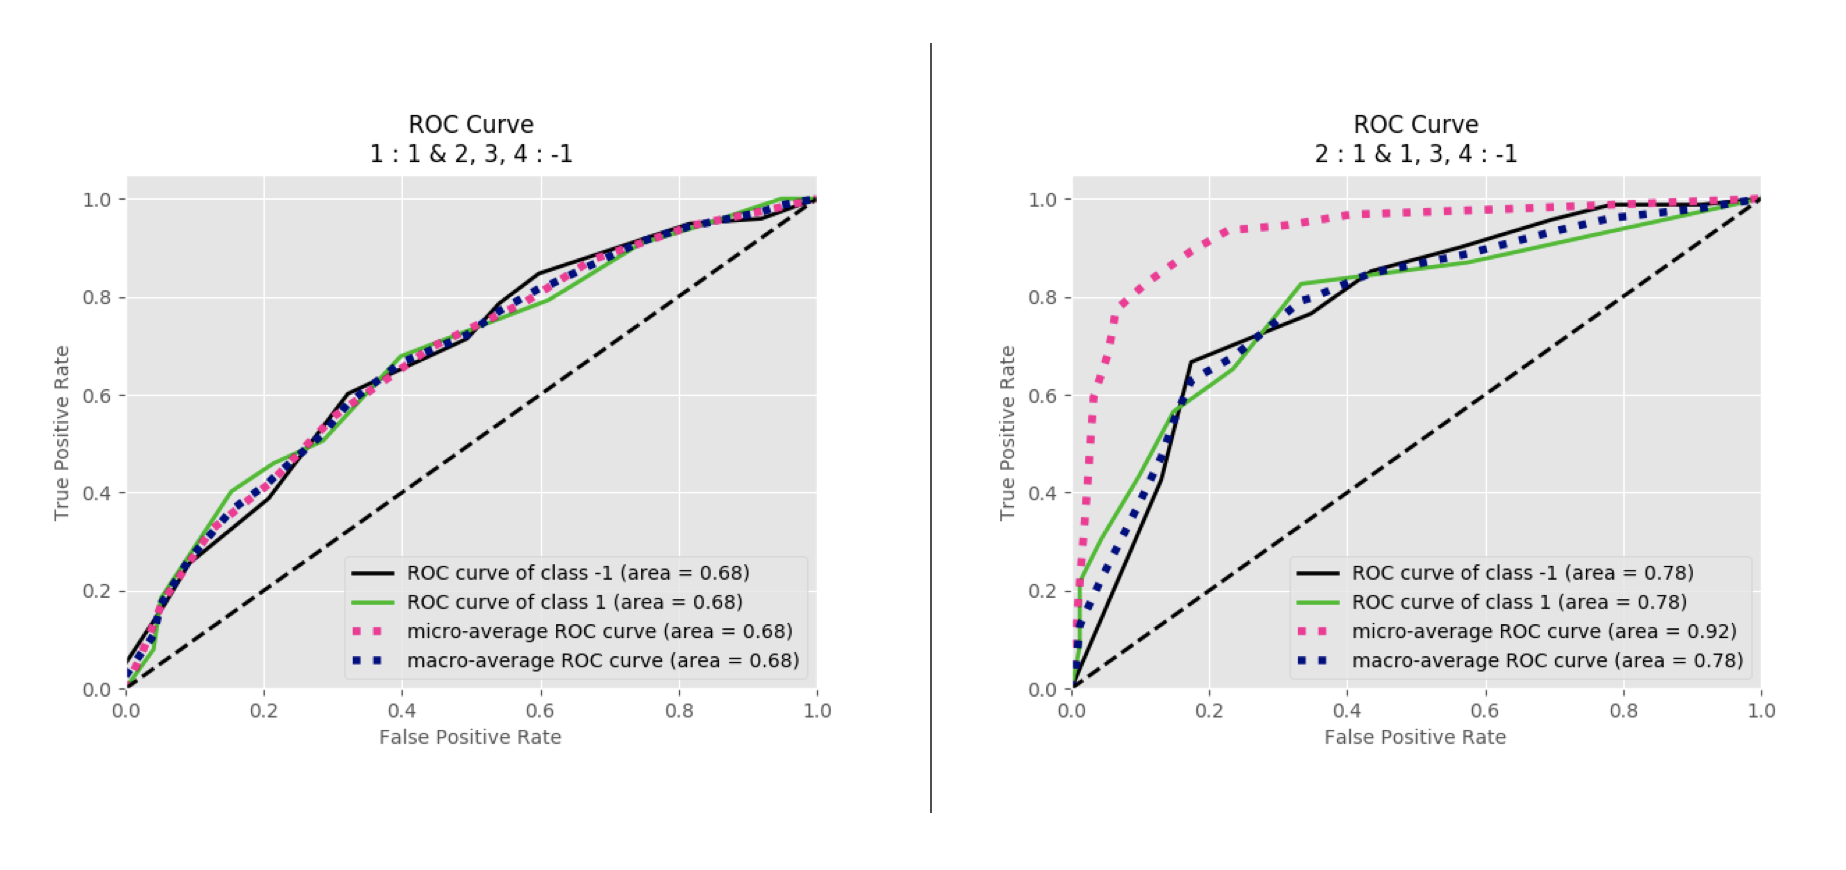 ROC Curve
1 : 1 & 2, 3, 4 : -1
1.0
0.8
0.6
0.4
0.2
0.0
True Positive Rate
0.0 0.2 0.4 0.6 0.8 1.0
False Positive Rate
ROC curve of class -1 (area = 0.68)
ROC curve of class 1 (area = 0.68)
micro-average ROC curve (area = 0.68)
macro-average ROC curve (area = 0.68)
ROC Curve
2 : 1 & 1, 3, 4 : -1
1.0
0.8
0.6
0.4
0.2
0.0
True Positive Rate
0.0 0.2 0.4 0.6 0.8 1.0
False Positive Rate
ROC curve of class -1 (area = 0.78)
ROC curve of class 1 (area = 0.78)
micro-average ROC curve (area = 0.92)
macro-average ROC curve (area = 0.78)